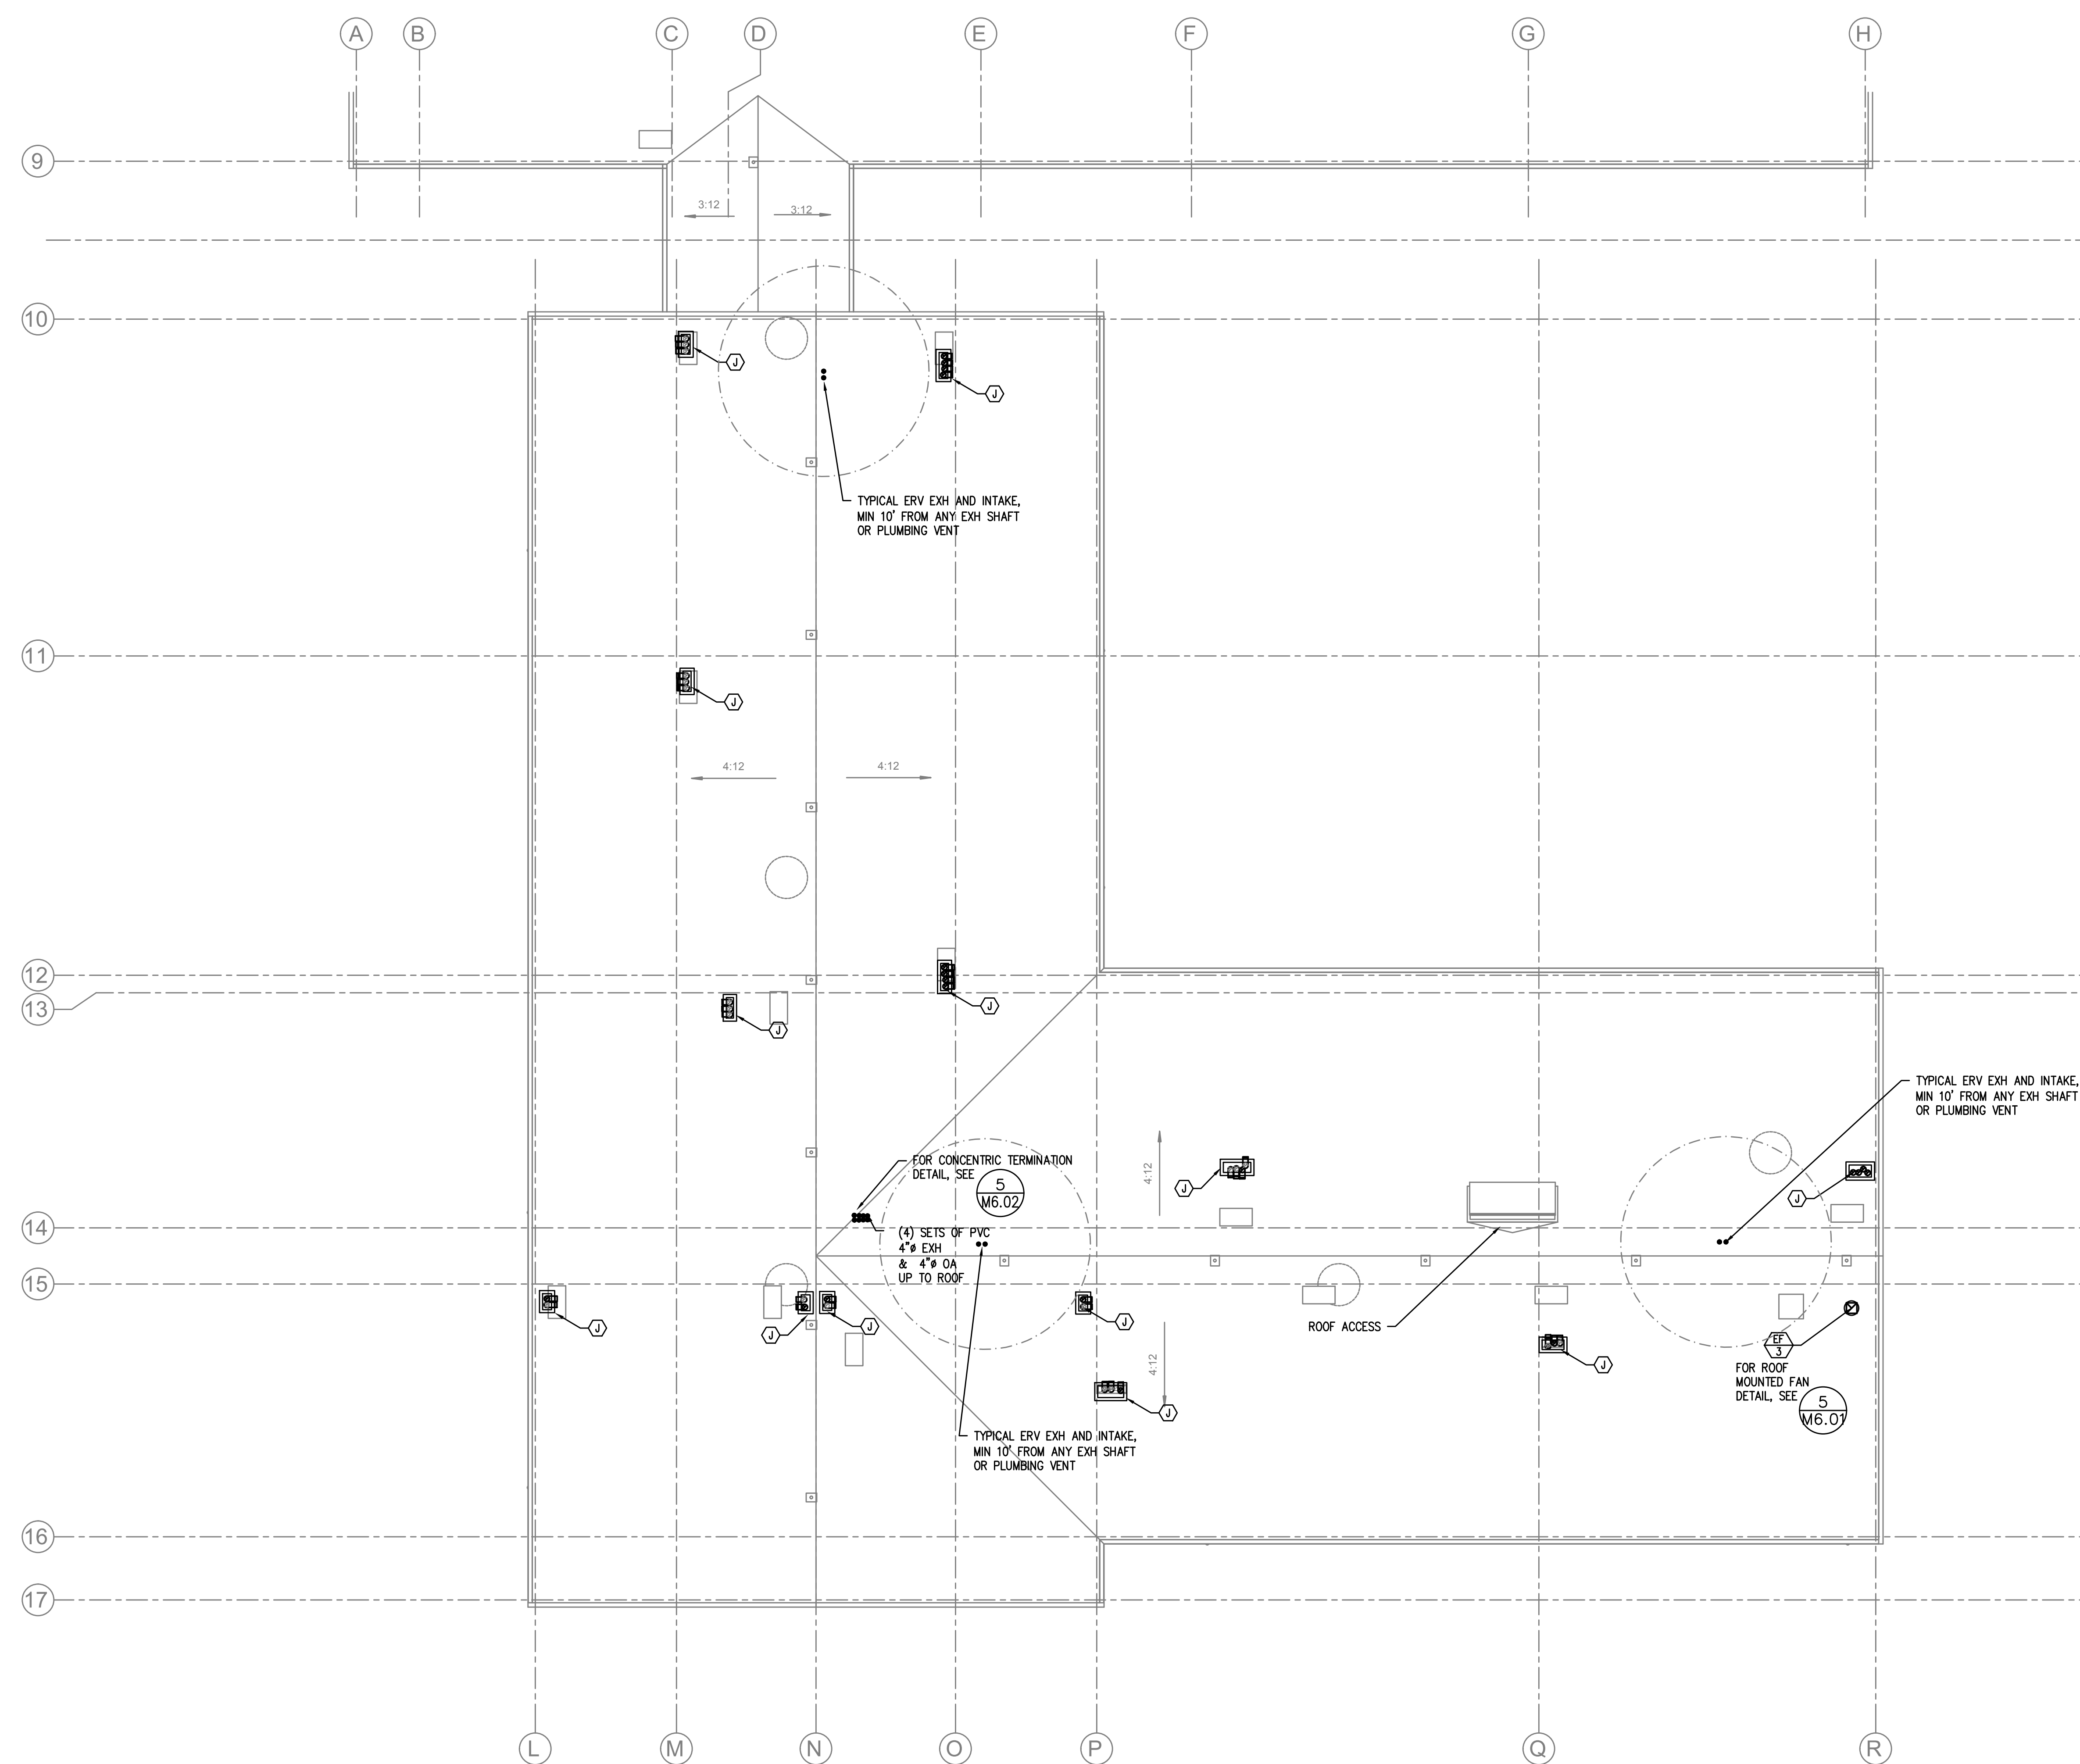 A
B
C
D
E
F
G
H
9
3:12
3:12
10
J
J
TYPICAL ERV EXH AND INTAKE,
MIN 10' FROM ANY EXH SHAFT
OR PLUMBING VENT
11
J
4:12
4:12
12
13
J
J
TYPICAL ERV EXH AND INTAKE,
MIN 10' FROM ANY EXH SHAFT
OR PLUMBING VENT
FOR CONCENTRIC TERMINATION
DETAIL, SEE
5
M6.02
4:12
J
J
14
(4) SETS OF PVC
4"ø EXH
& 4"ø OA
UP TO ROOF
15
J
J
J
J
ROOF ACCESS
EF
3
4:12
J
FOR ROOF
MOUNTED FAN
DETAIL, SEE
5
M6.01
J
TYPICAL ERV EXH AND INTAKE,
MIN 10' FROM ANY EXH SHAFT
OR PLUMBING VENT
16
17
L
M
N
O
P
Q
R